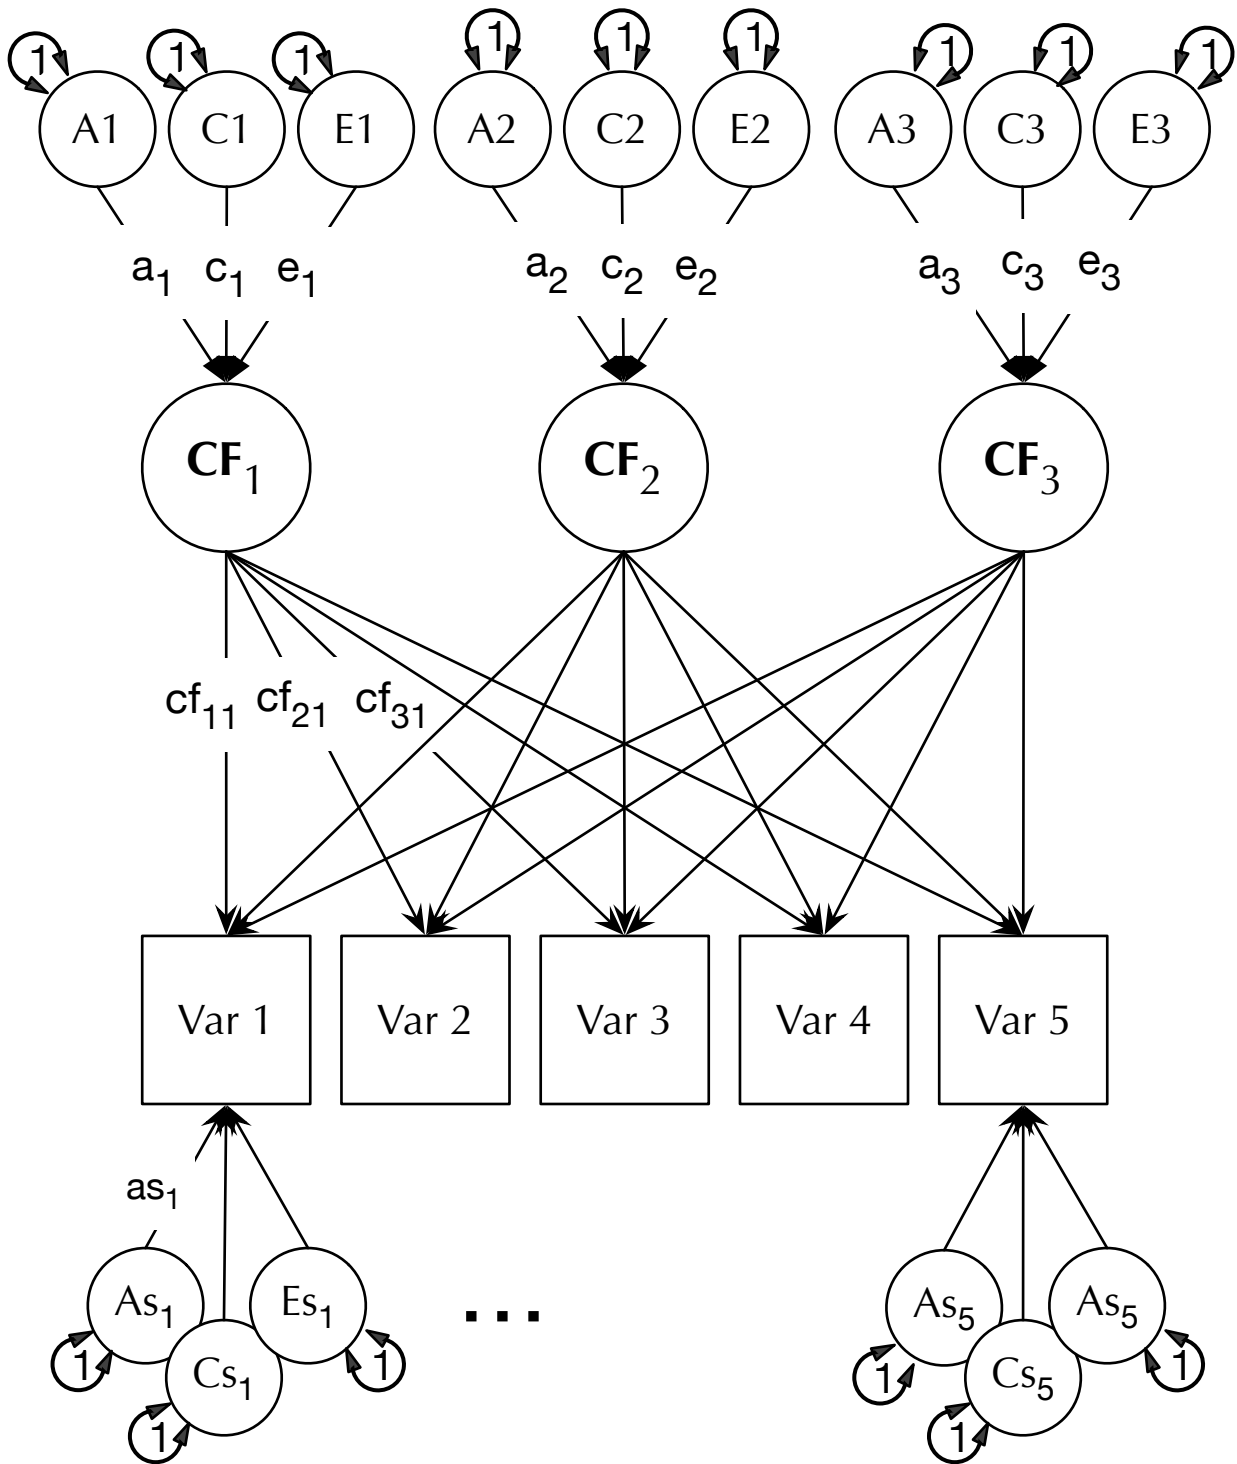 1 1 1 1 1 1 1 1 1
A1 C1 E1 A2 C2 E2 A3 C3 E3
a1 c1 e1 a2 c2 e2 a3 c3 e3
CF1 CF2 CF3
cf11 cf21 cf31
Var 1 Var 2 Var 3 Var 4 Var 5
as1
As1 Es1 ... As5 As5
1 1 1 1
Cs1 Cs5
1 1